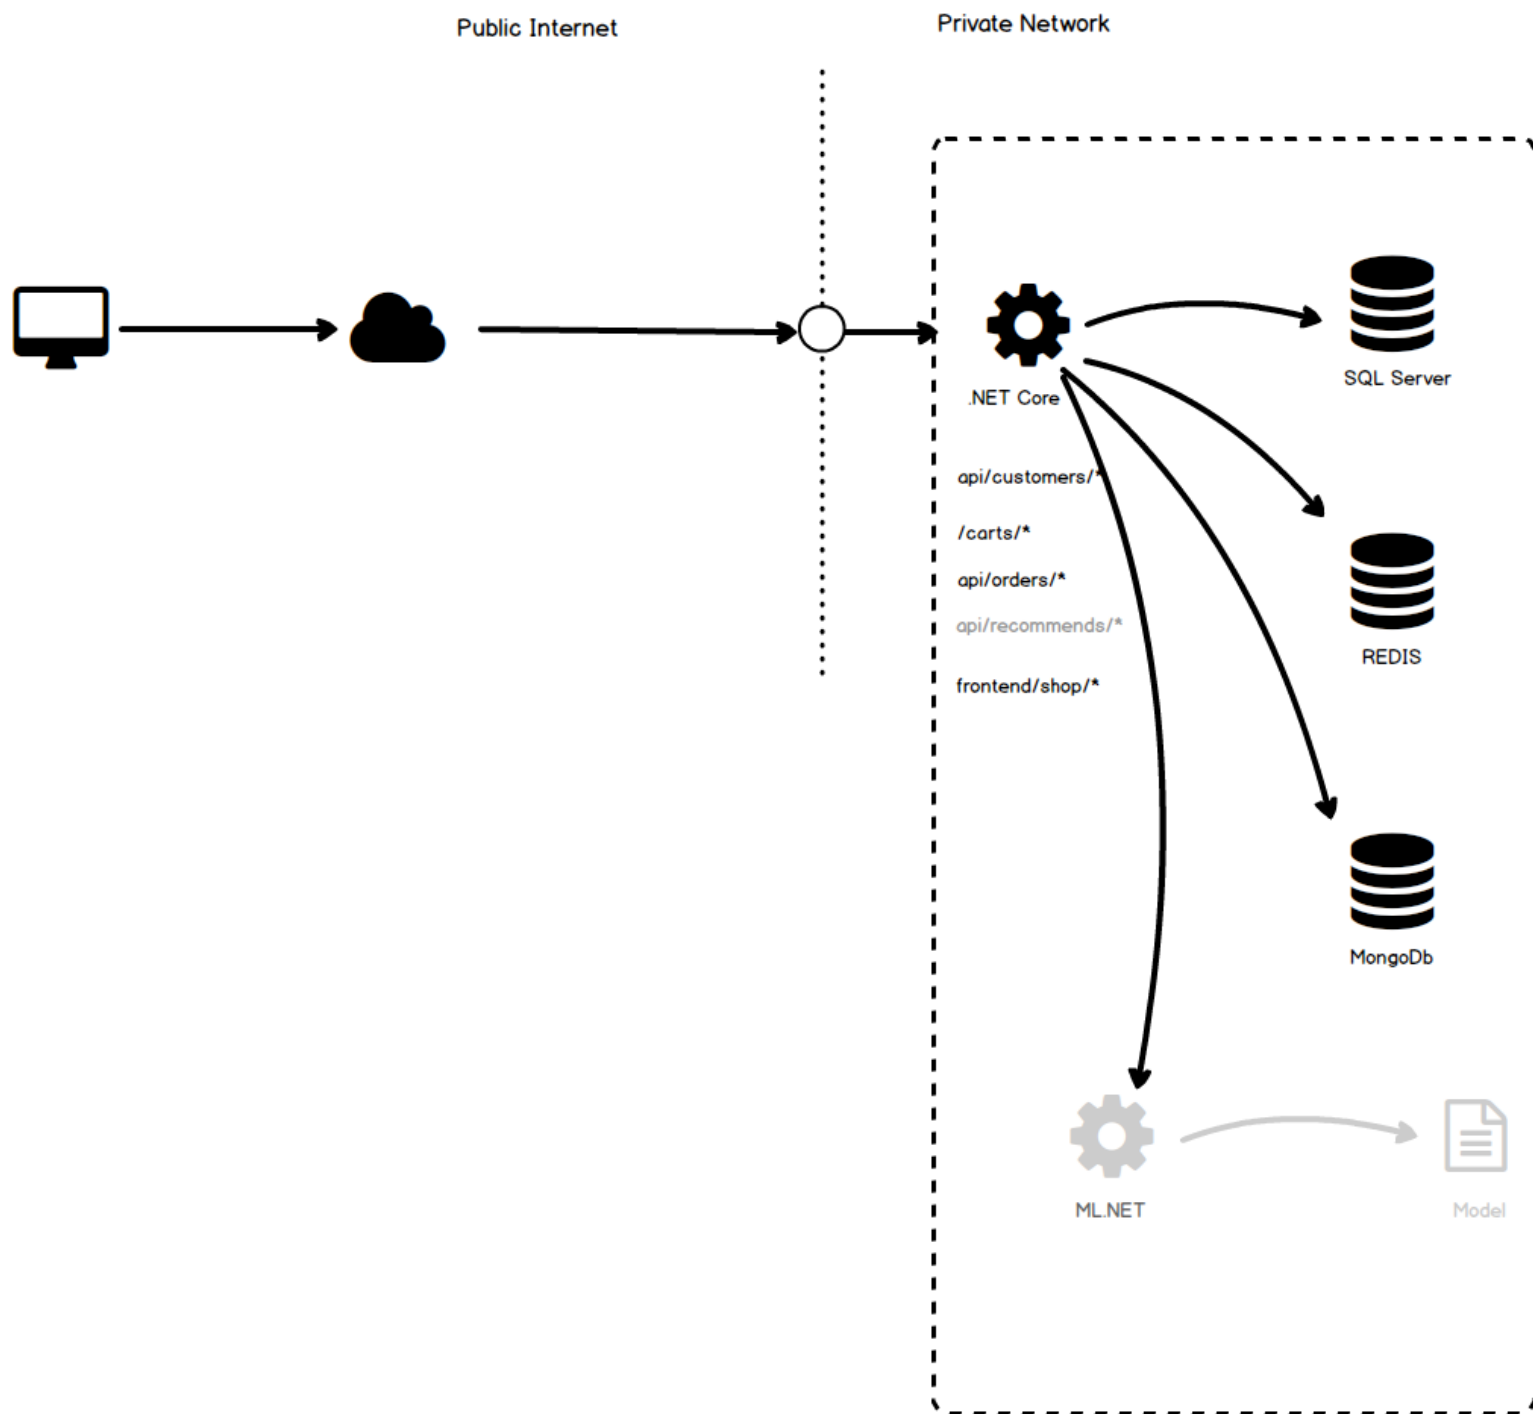 Public Internet
Private Network
.NET Core
SQL Server
api/customers/*
/carts/*
api/orders/*
api/recommends/*
frontend/shop/*
REDIS
MongoDb
ML.NET
Model